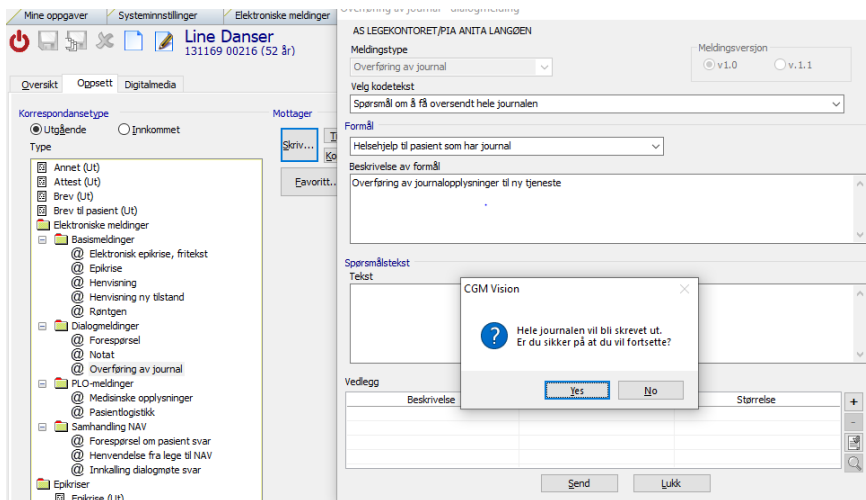 Mine oppgaver
Systeminnstillinger
Elektroniske meldinger
Overføring av journal - dialogmelding
Line Danser
131169 00216 (52 år)
Oversikt
Oppsett
Digitalmedia
Korrespondansetype
Utgående
Innkommet
Type
Annet (Ut)
Attest (Ut)
Brev (Ut)
Brev til pasient (Ut)
Elektroniske meldinger
Basismeldinger
@ Elektronisk epikrise, fritekst
@ Epikrise
@ Henvisning
@ Henvisning ny tilstand
@ Røntgen
Dialogmeldinger
@ Forespørsel
@ Notat
@ Overføring av journal
PLO-meldinger
@ Medisinske opplysninger
@ Pasientlogistikk
Samhandling NAV
@ Forespørsel om pasient svar
@ Henvendelse fra lege til NAV
@ Innkalling dialogmøte svar
Epikriser
Epikrise (Ut)
Mottager
Skriv...
Ko
Favoritt..
AS LEGEKONTORET/PIA ANITA LANGØEN
Meldingstype
Overføring av journal
Meldingsversjon
v1.0
v.1.1
Velg kodetekst
Spørsmål om å få oversendt hele journalen
Formål
Helsehjelp til pasient som har journal
Beskrivelse av formål
Overføring av journalopplysninger til ny tjeneste
Spørsmålstekst
Tekst
CGM Vision
Hele journalen vil bli skrevet ut.
Er du sikker på at du vil fortsette?
Yes
No
Vedlegg
Beskrivelse
Størrelse
Send
Lukk